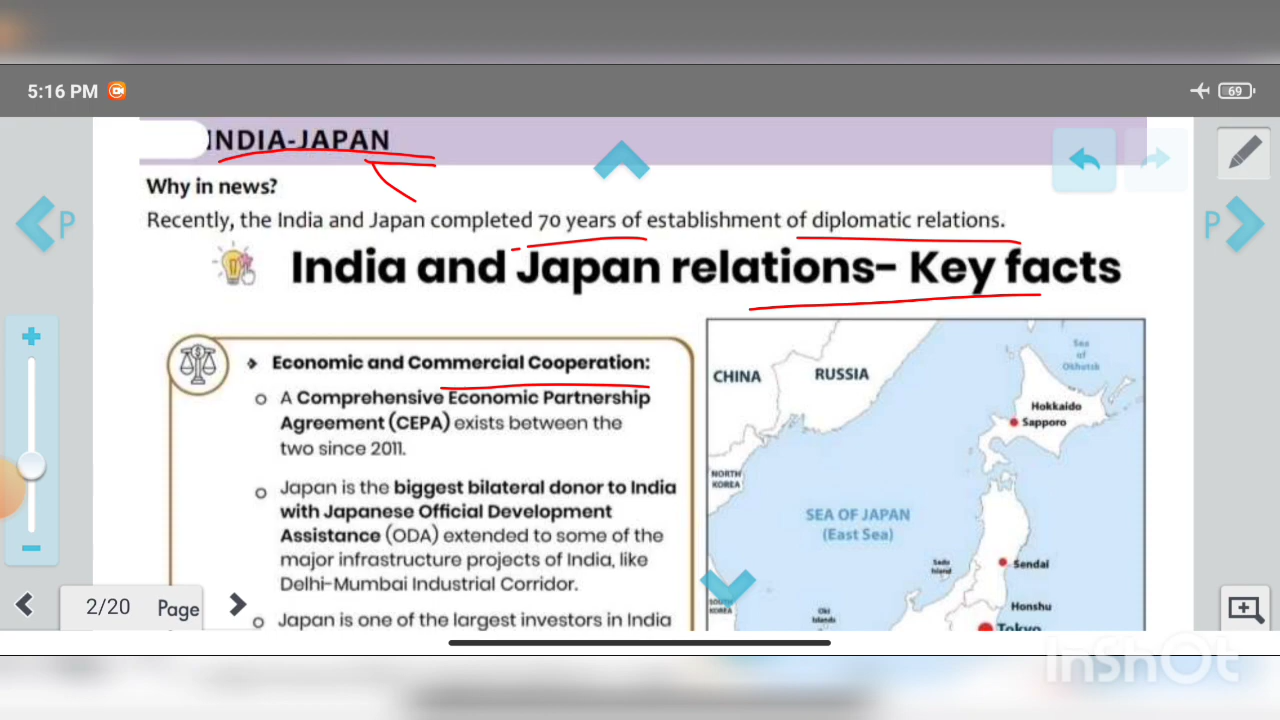 5:16 PM
69
INDIA-JAPAN
Why in news?
Recently, the India and Japan completed 70 years of establishment of diplomatic relations.
India and Japan relations- Key facts
Economic and Commercial Cooperation:
A Comprehensive Economic Partnership
Agreement (CEPA) exists between the
two since 2011.
Japan is the biggest bilateral donor to India
with Japanese Official Development
Assistance (ODA) extended to some of the
major infrastructure projects of India, like
Delhi-Mumbai Industrial Corridor.
Japan is one of the largest investors in India
CHINA
RUSSIA
Sea
of
Okhotsk
Hokkaido
Sapporo
NORTH
KOREA
SEA OF JAPAN
(East Sea)
Sado
Island
Sendai
SOUTH
KOREA
Oki
Islands
Honshu
Tokyo
P
P
2/20 Page
InShOt